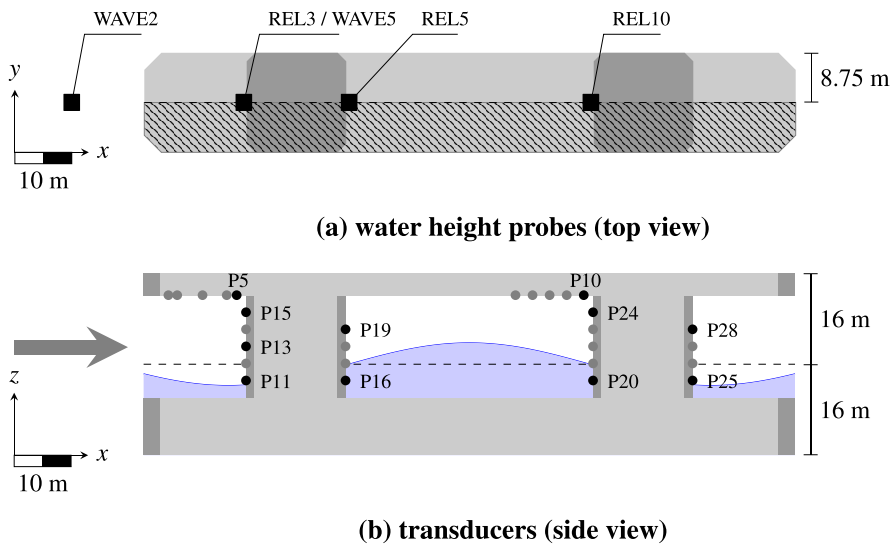 WAVE2
REL3 / WAVE5
REL5
REL10
y
8.75 m
x
10 m
(a) water height probes (top view)
P5
P10
P15
P24
P19
P28
16 m
P13
z
P11
P16
P20
P25
16 m
x
10 m
(b) transducers (side view)